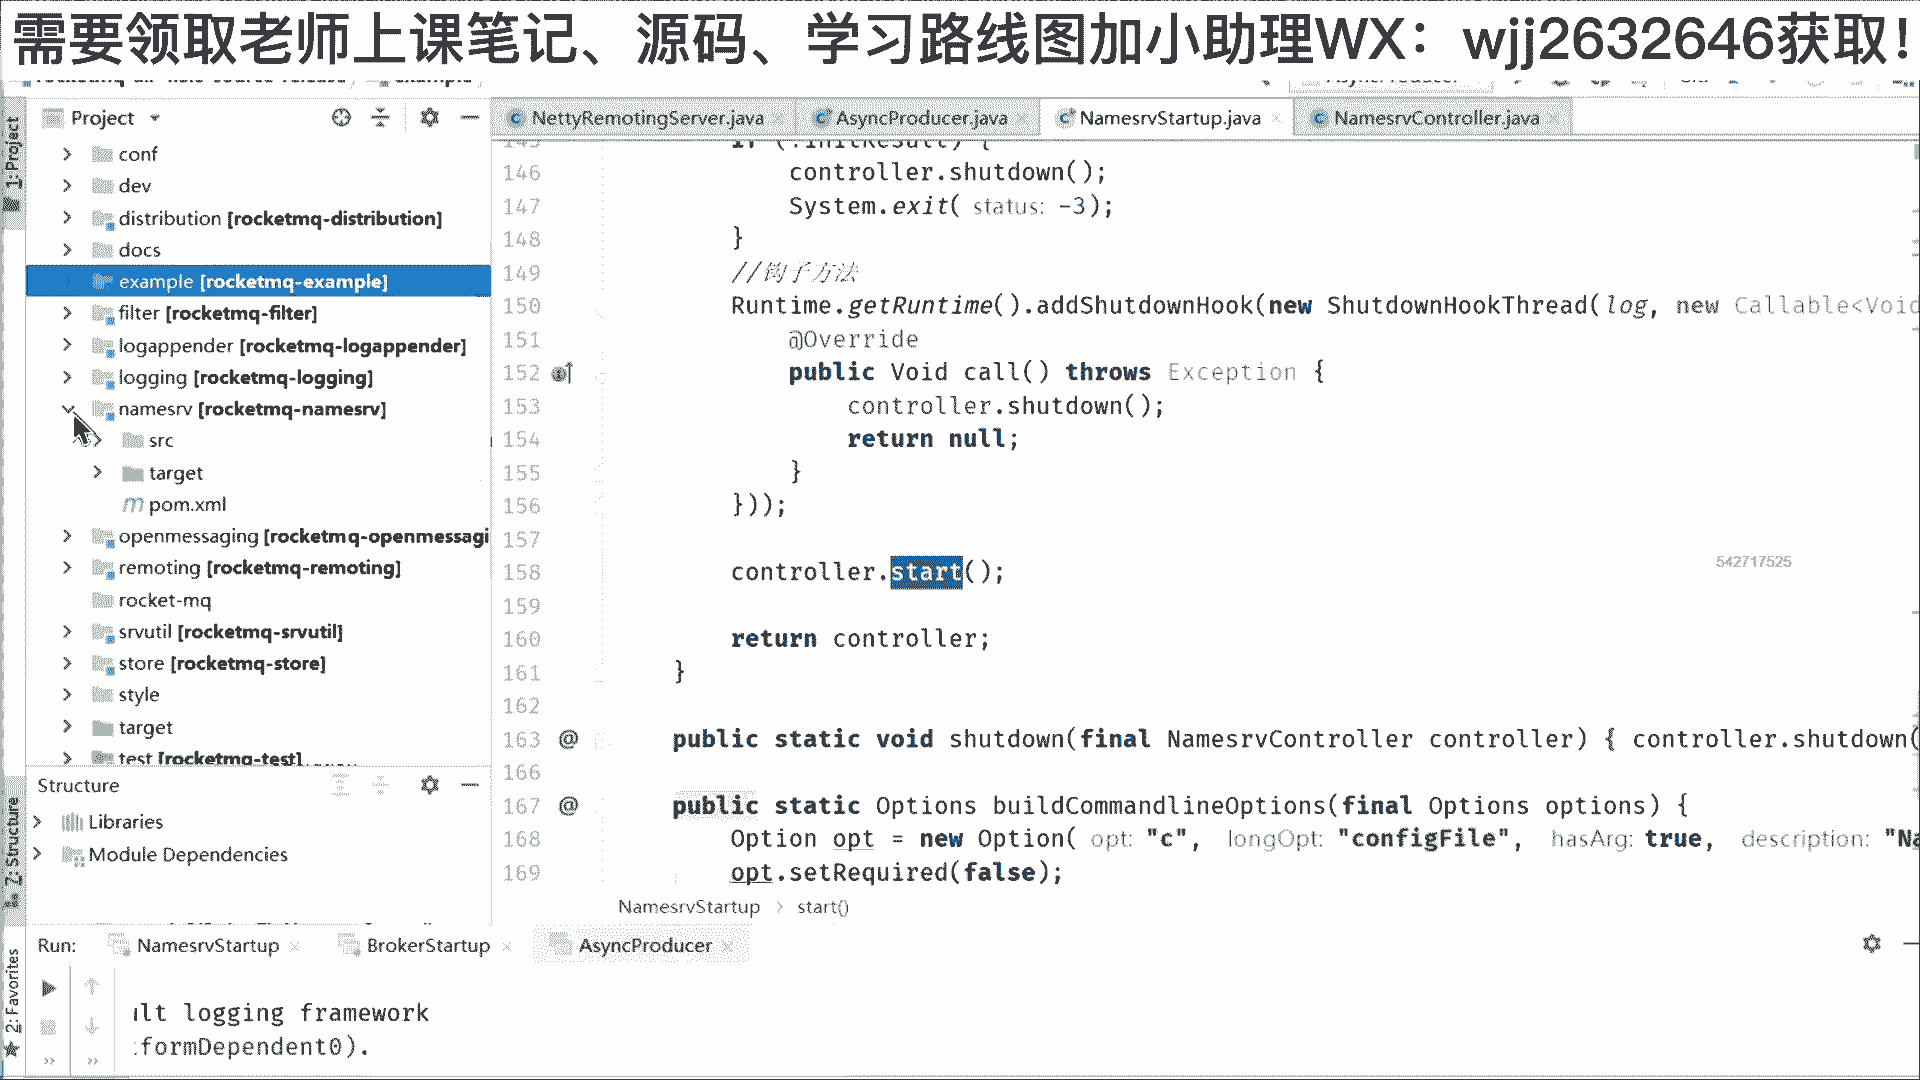 需要领取老师上课笔记、源码、学习路线图加小助理WX：wjj2632646获取！
1: Project
Project
NettyRemotingServer.java
AsyncProducer.java
NamesrvStartup.java
NamesrvController.java
conf
dev
distribution [rocketmq-distribution]
docs
example [rocketmq-example]
filter [rocketmq-filter]
logappender [rocketmq-logappender]
logging [rocketmq-logging]
namesrv [rocketmq-namesrv]
src
target
pom.xml
openmessaging [rocketmq-openmessagi
remoting [rocketmq-remoting]
rocket-mq
srvutil [rocketmq-srvutil]
store [rocketmq-store]
style
target
test [rocketmq-test]
146 controller.shutdown();
147 System.exit( status: -3);
148 }
149 //钩子方法
150 Runtime.getRuntime().addShutdownHook(new ShutdownHookThread(log, new Callable<Void
151 @Override
152 public Void call() throws Exception {
153 controller.shutdown();
154 return null;
155 }
156 }));
157
158 controller.start();
159
160 return controller;
161 }
162
163 @ public static void shutdown(final NamesrvController controller) { controller.shutdown(
166
167 @ public static Options buildCommandlineOptions(final Options options) {
168 Option opt = new Option( opt: "c", longOpt: "configFile", hasArg: true, description: "Na
169 opt.setRequired(false);
542717525
NamesrvStartup > start()
Z: Structure
Structure
Libraries
Module Dependencies
2: Favorites
Run: NamesrvStartup BrokerStartup AsyncProducer
ult logging framework
formDependent0).